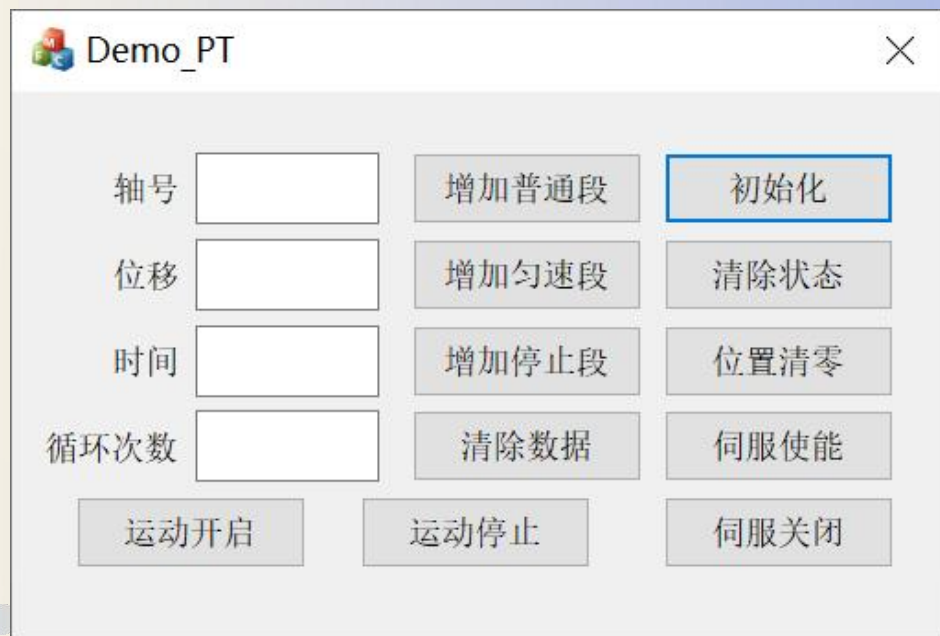 Demo_PT
轴号 增加普通段 初始化
位移 增加匀速段 清除状态
时间 增加停止段 位置清零
循环次数 清除数据 伺服使能
运动开启 运动停止 伺服关闭